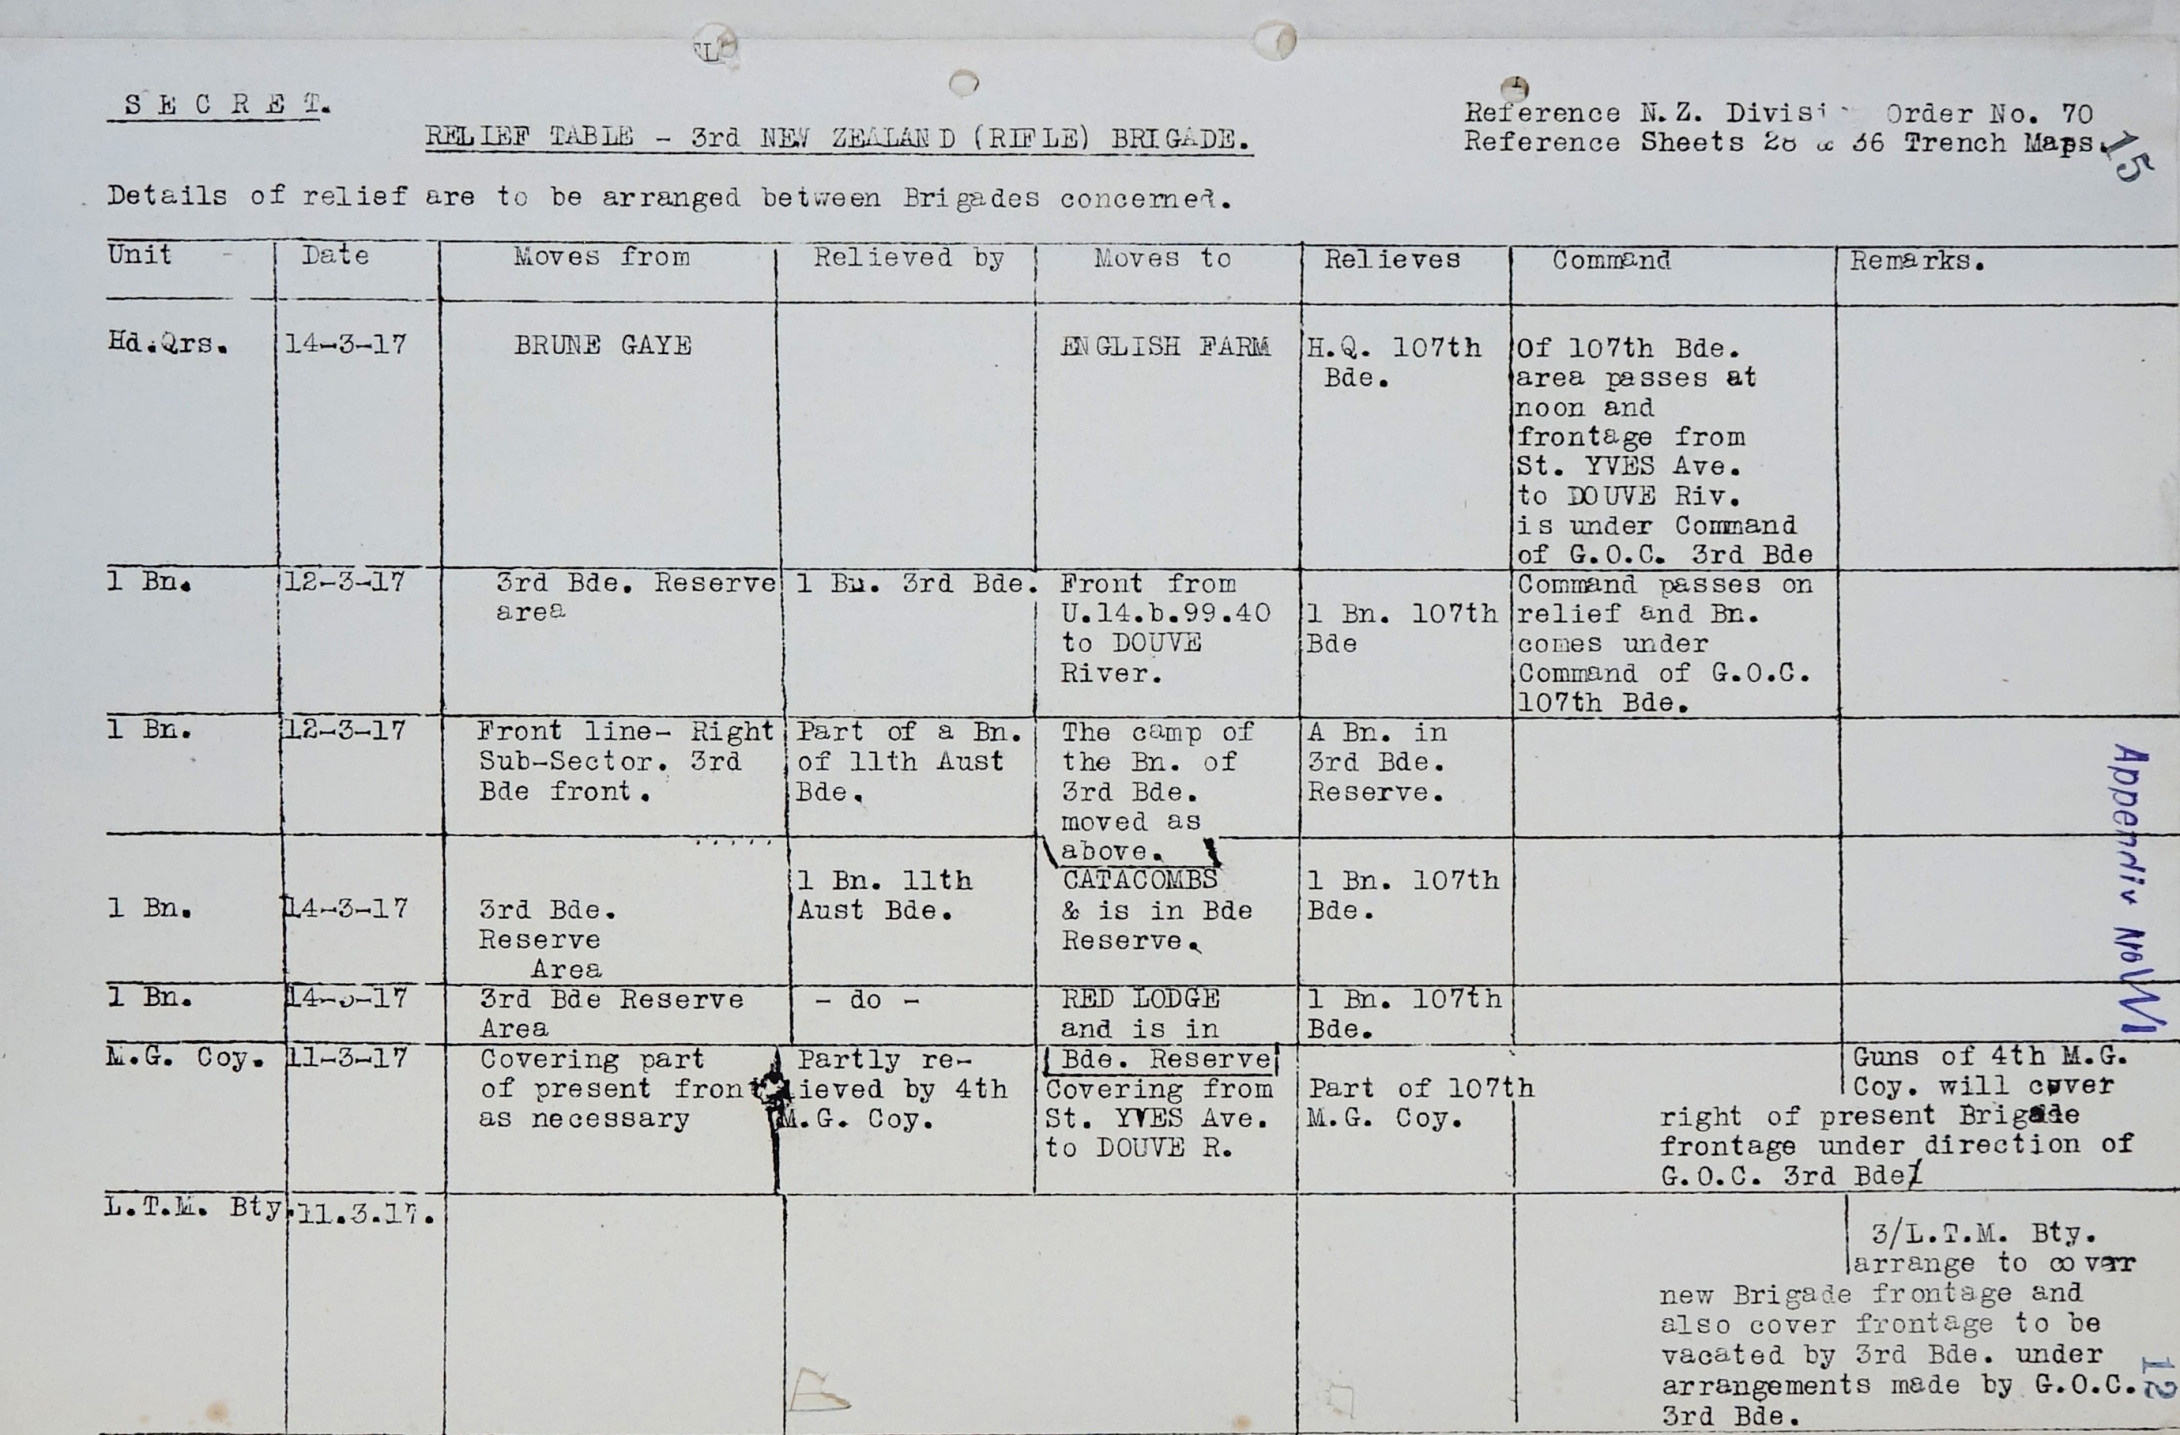 S E C R E T.
Reference N.Z. Order No. 70
RELIEF TABLE - 3rd NEW ZEALAND (RIFLE) BRIGADE.
Reference Sheets & 36 Trench Maps.
15
Details of relief are to be arranged between Brigades concerned.
Unit - Date Moves from Relieved by Moves to Relieves Command Remarks.
Hd.Qrs. 14-3-17 BRUNE GAYE ENGLISH FARM H.Q. 107th Of 107th Bde.
Bde. area passes at
noon and
frontage from
St. YVES Ave.
to DOUVE Riv.
is under Command
of G.O.C. 3rd Bde
1 Bn. 12-3-17 3rd Bde. Reserve 1 Bn. 3rd Bde. Front from Command passes on
area U.14.b.99.40 1 Bn. 107th relief and Bn.
to DOUVE Bde comes under
River. Command of G.O.C.
107th Bde.
1 Bn. 12-3-17 Front line- Right Part of a Bn. The camp of A Bn. in
Sub-Sector. 3rd of 11th Aust the Bn. of 3rd Bde.
Bde front. Bde. 3rd Bde. Reserve.
moved as
above.
1 Bn. 11th CATACOMBS 1 Bn. 107th
1 Bn. 14-3-17 3rd Bde. Aust Bde. & is in Bde Bde.
Reserve Reserve.
Area
1 Bn. 14-3-17 3rd Bde Reserve - do - RED LODGE 1 Bn. 107th
Area and is in Bde.
M.G. Coy. 11-3-17 Covering part Partly re- Bde. Reserve Guns of 4th M.G.
of present front lieved by 4th Covering from Part of 107th Coy. will cover
as necessary M.G. Coy. St. YVES Ave. M.G. Coy. right of present Brigade
to DOUVE R. frontage under direction of
G.O.C. 3rd Bde
L.T.M. Bty. 11.3.17.
3/L.T.M. Bty.
arrange to cover
new Brigade frontage and
also cover frontage to be
vacated by 3rd Bde. under
arrangements made by G.O.C.
3rd Bde.
Appendix
12